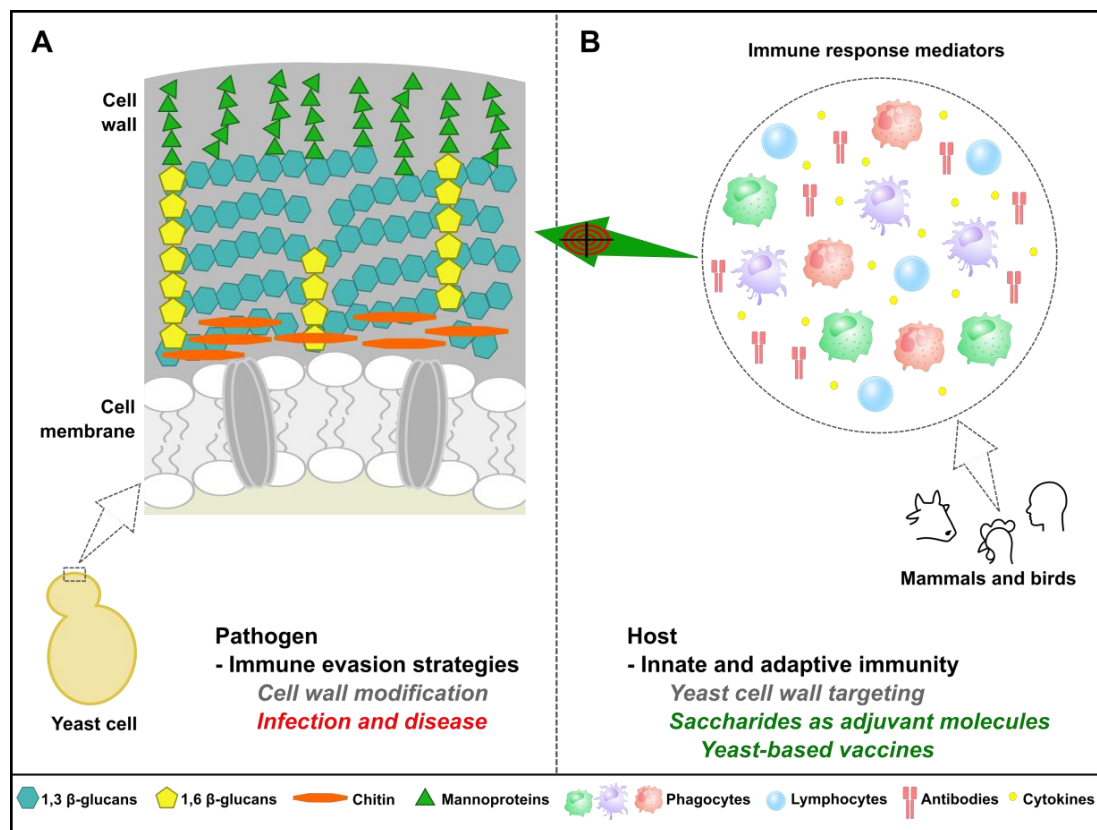 A
Cell
wall
Cell
membrane
Yeast cell
Pathogen
- Immune evasion strategies
Cell wall modification
Infection and disease
B
Immune response mediators
Mammals and birds
Host
- Innate and adaptive immunity
Yeast cell wall targeting
Saccharides as adjuvant molecules
Yeast-based vaccines
1,3 β-glucans
1,6 β-glucans
Chitin
Mannoproteins
Phagocytes
Lymphocytes
Antibodies
Cytokines